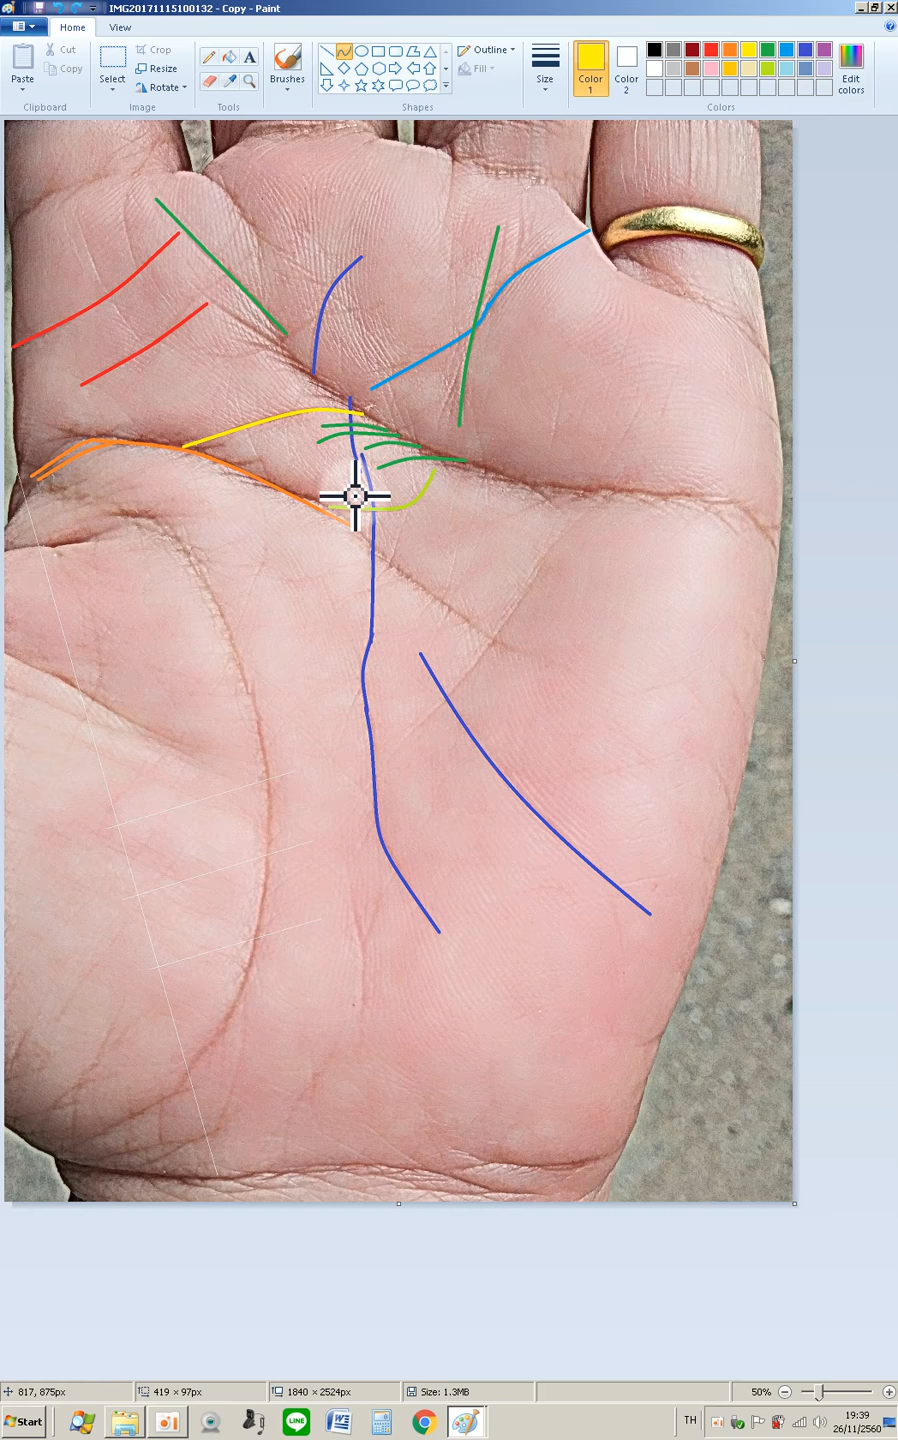 IMG20171115100132 - Copy - Paint
Home
View
Paste
Cut
Copy
Clipboard
Select
Crop
Resize
Rotate
Image
A
Tools
Brushes
Outline
Fill
Shapes
Size
Color 1
Color 2
Edit colors
Colors
817, 875px
419 × 97px
1840 × 2524px
Size: 1.3MB
50%
Start
LINE
W
TH
19:39
26/11/2560